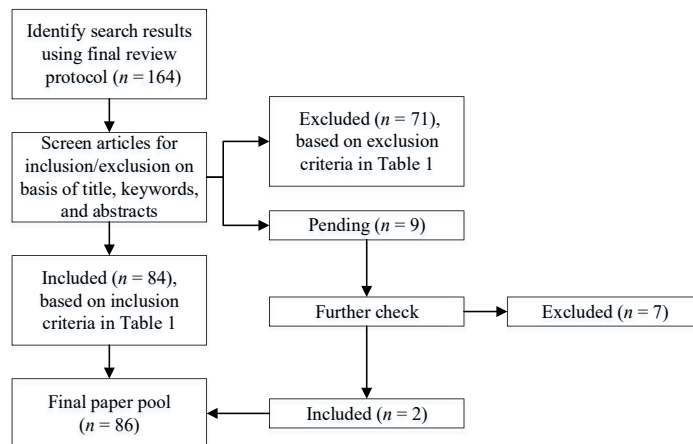 Identify search results
using final review
protocol (n = 164)
Screen articles for
inclusion/exclusion on
basis of title, keywords,
and abstracts
Excluded (n = 71),
based on exclusion
criteria in Table 1
Pending (n = 9)
Included (n = 84),
based on inclusion
criteria in Table 1
Further check
Excluded (n = 7)
Final paper pool
(n = 86)
Included (n = 2)